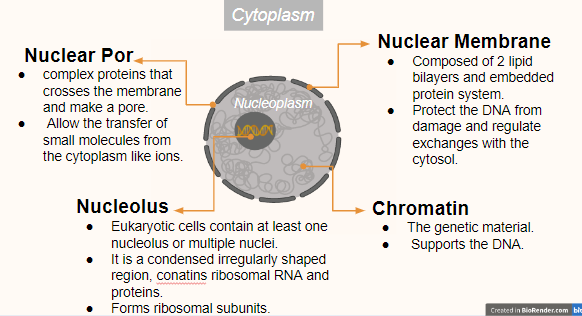 Cytoplasm
Nuclear Por
● complex proteins that
crosses the membrane
and make a pore.
● Allow the transfer of
small molecules from
the cytoplasm like ions.
Nuclear Membrane
● Composed of 2 lipid
bilayers and embedded
protein system.
● Protect the DNA from
damage and regulate
exchanges with the
cytosol.
Nucleoplasm
Nucleolus
● Eukaryotic cells contain at least one
nucleolus or multiple nuclei.
● It is a condensed irregularly shaped
region, conatins ribosomal RNA and
proteins.
● Forms ribosomal subunits.
Chromatin
● The genetic material.
● Supports the DNA.
Created in BioRender.com bio